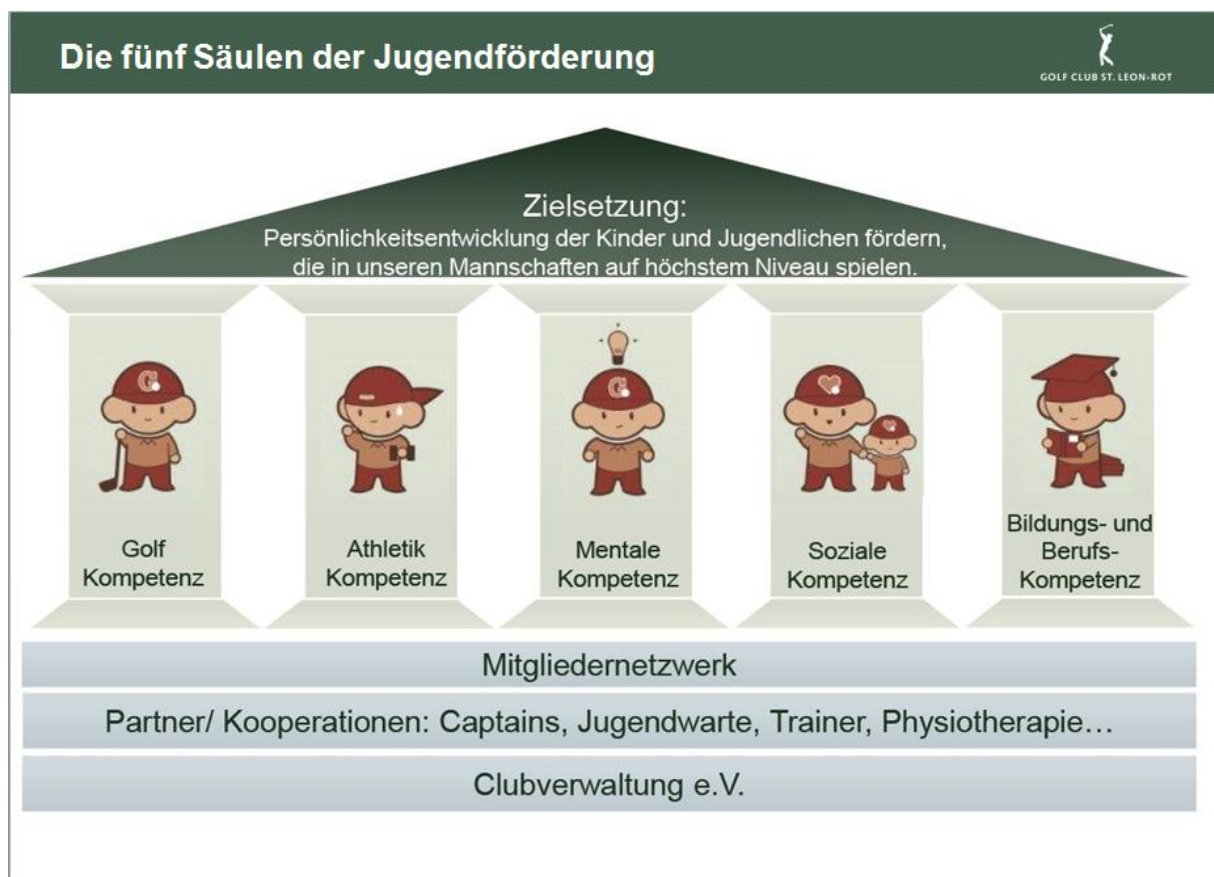 Die fünf Säulen der Jugendförderung
GOLF CLUB ST. LEON-ROT
Zielsetzung:
Persönlichkeitsentwicklung der Kinder und Jugendlichen fördern,
die in unseren Mannschaften auf höchstem Niveau spielen.
G
G
Golf
Kompetenz
Athletik
Kompetenz
Mentale
Kompetenz
Soziale
Kompetenz
Bildungs- und
Berufs-
Kompetenz
Mitgliedernetzwerk
Partner/ Kooperationen: Captains, Jugendwarte, Trainer, Physiotherapie…
Clubverwaltung e.V.